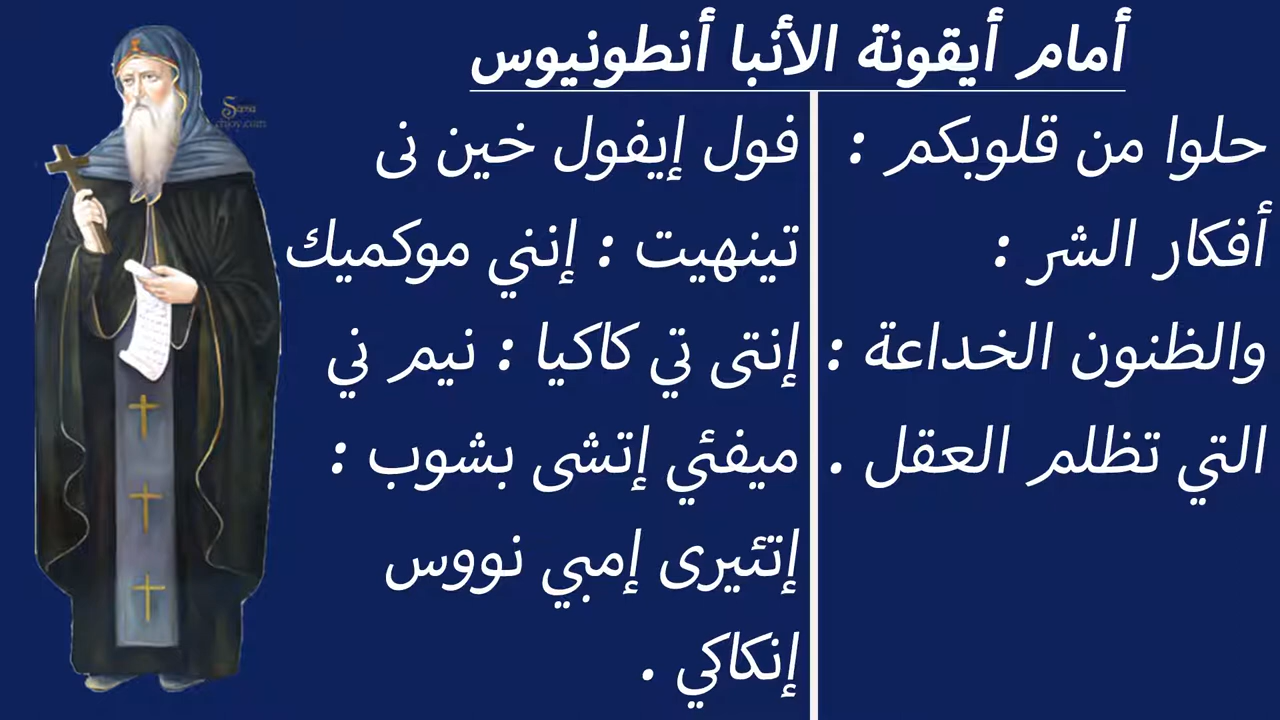 أمام أيقونة الأنبا أنطونيوس
حلوا من قلوبكم :
أفكار الشر :
والظنون الخداعة :
التي تظلم العقل .
فول إيفول خين نى
تينهيت : إنني موكميك
إنتى تي كاكيا : نيم ني
ميفئي إتشى بشوب :
إتئيرى إمبي نووس
إنكاكي .